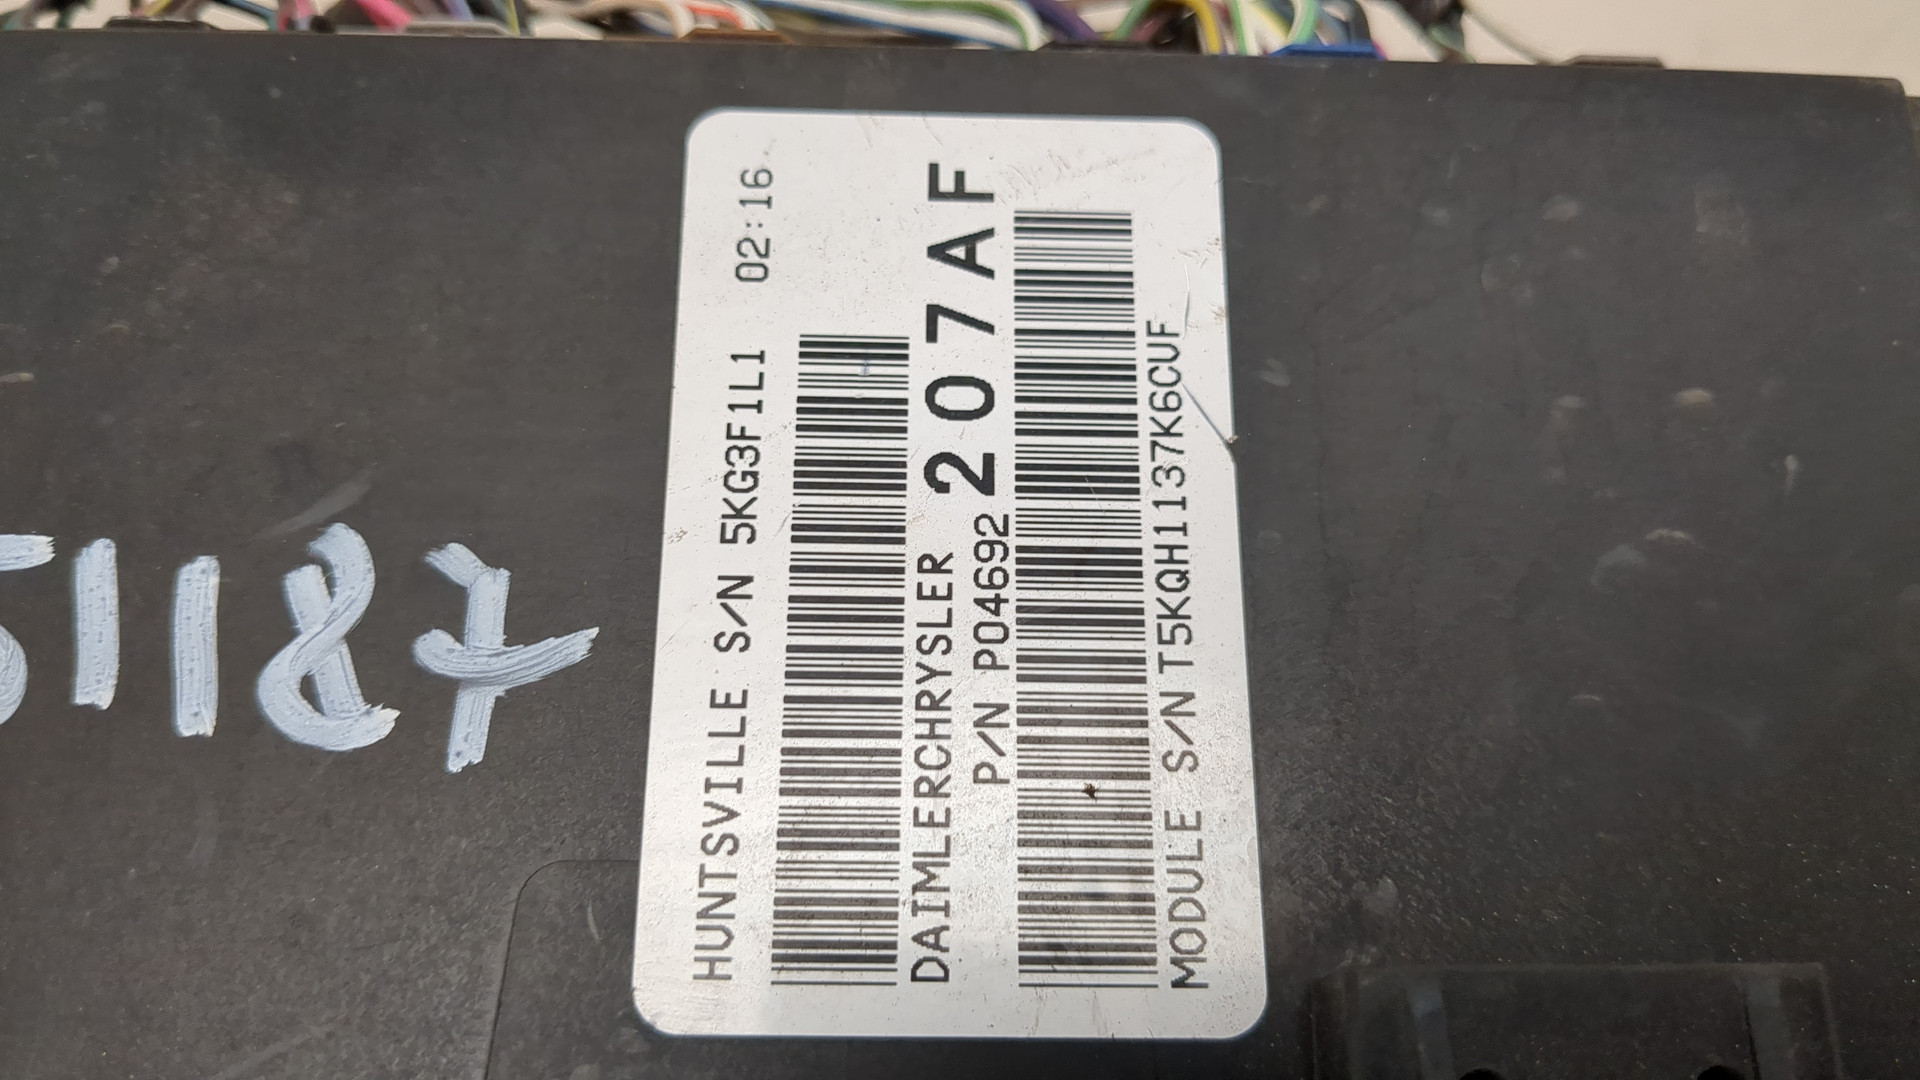 HUNTSVILLE S/N 5KG3F1L1 02:16
DAIMLERCHRYSLER
P/N P04692 207AF
MODULE S/N T5KQH1137K6CUF
51187